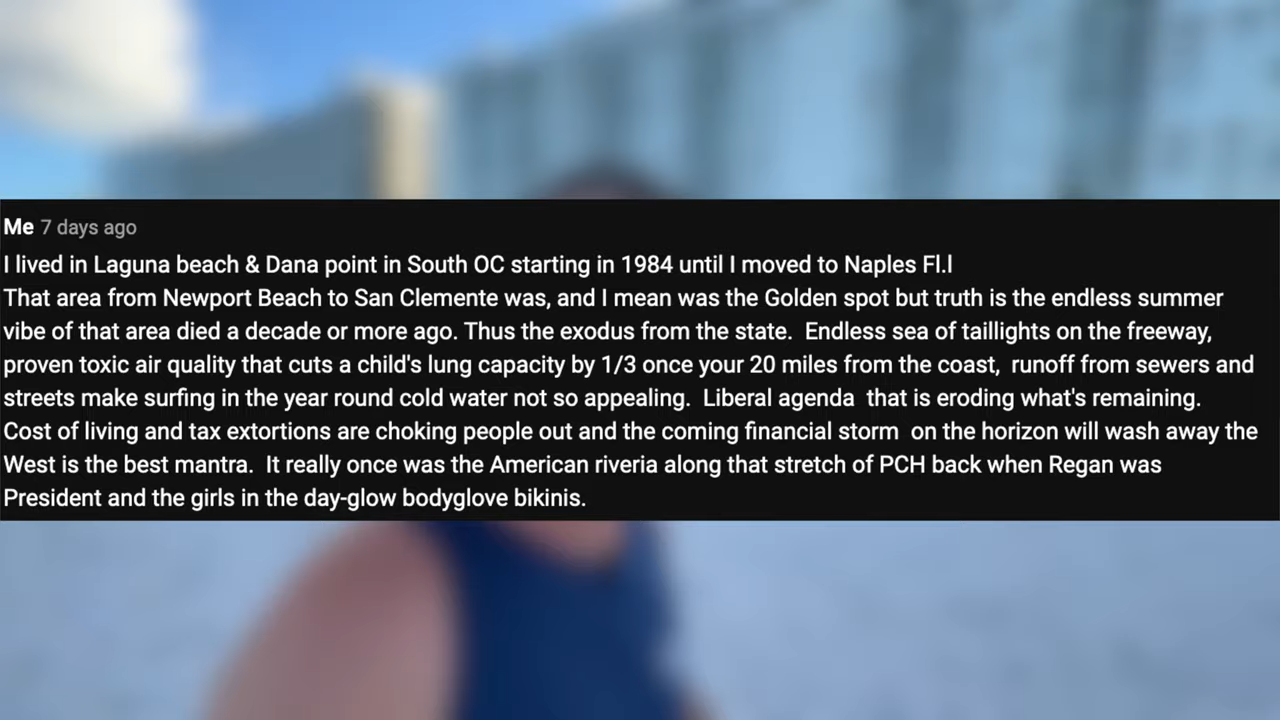 Me 7 days ago
I lived in Laguna beach & Dana point in South OC starting in 1984 until I moved to Naples Fl.l
That area from Newport Beach to San Clemente was, and I mean was the Golden spot but truth is the endless summer
vibe of that area died a decade or more ago. Thus the exodus from the state.  Endless sea of taillights on the freeway,
proven toxic air quality that cuts a child's lung capacity by 1/3 once your 20 miles from the coast,  runoff from sewers and
streets make surfing in the year round cold water not so appealing.  Liberal agenda  that is eroding what's remaining.
Cost of living and tax extortions are choking people out and the coming financial storm  on the horizon will wash away the
West is the best mantra.  It really once was the American riveria along that stretch of PCH back when Regan was
President and the girls in the day-glow bodyglove bikinis.